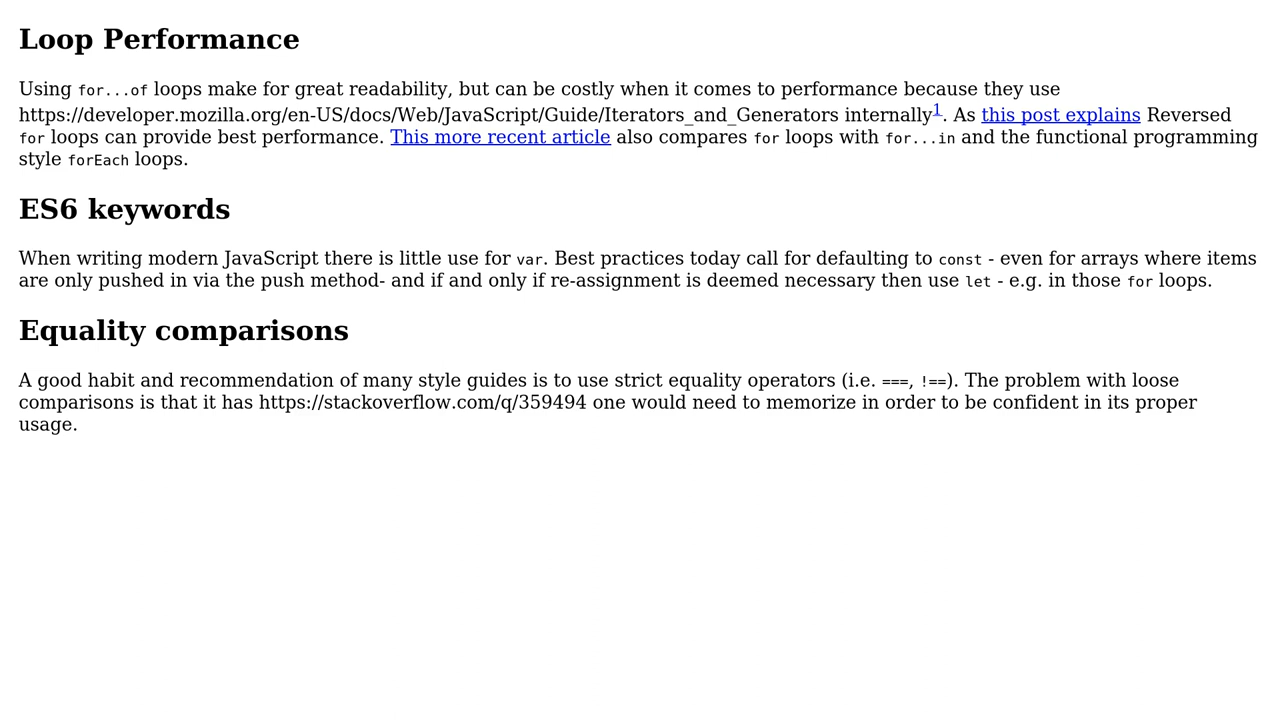 Loop Performance
Using for...of loops make for great readability, but can be costly when it comes to performance because they use
https://developer.mozilla.org/en-US/docs/Web/JavaScript/Guide/Iterators_and_Generators internally1. As this post explains Reversed
for loops can provide best performance. This more recent article also compares for loops with for...in and the functional programming
style forEach loops.
ES6 keywords
When writing modern JavaScript there is little use for var. Best practices today call for defaulting to const - even for arrays where items
are only pushed in via the push method- and if and only if re-assignment is deemed necessary then use let - e.g. in those for loops.
Equality comparisons
A good habit and recommendation of many style guides is to use strict equality operators (i.e. ===, !==). The problem with loose
comparisons is that it has https://stackoverflow.com/q/359494 one would need to memorize in order to be confident in its proper
usage.